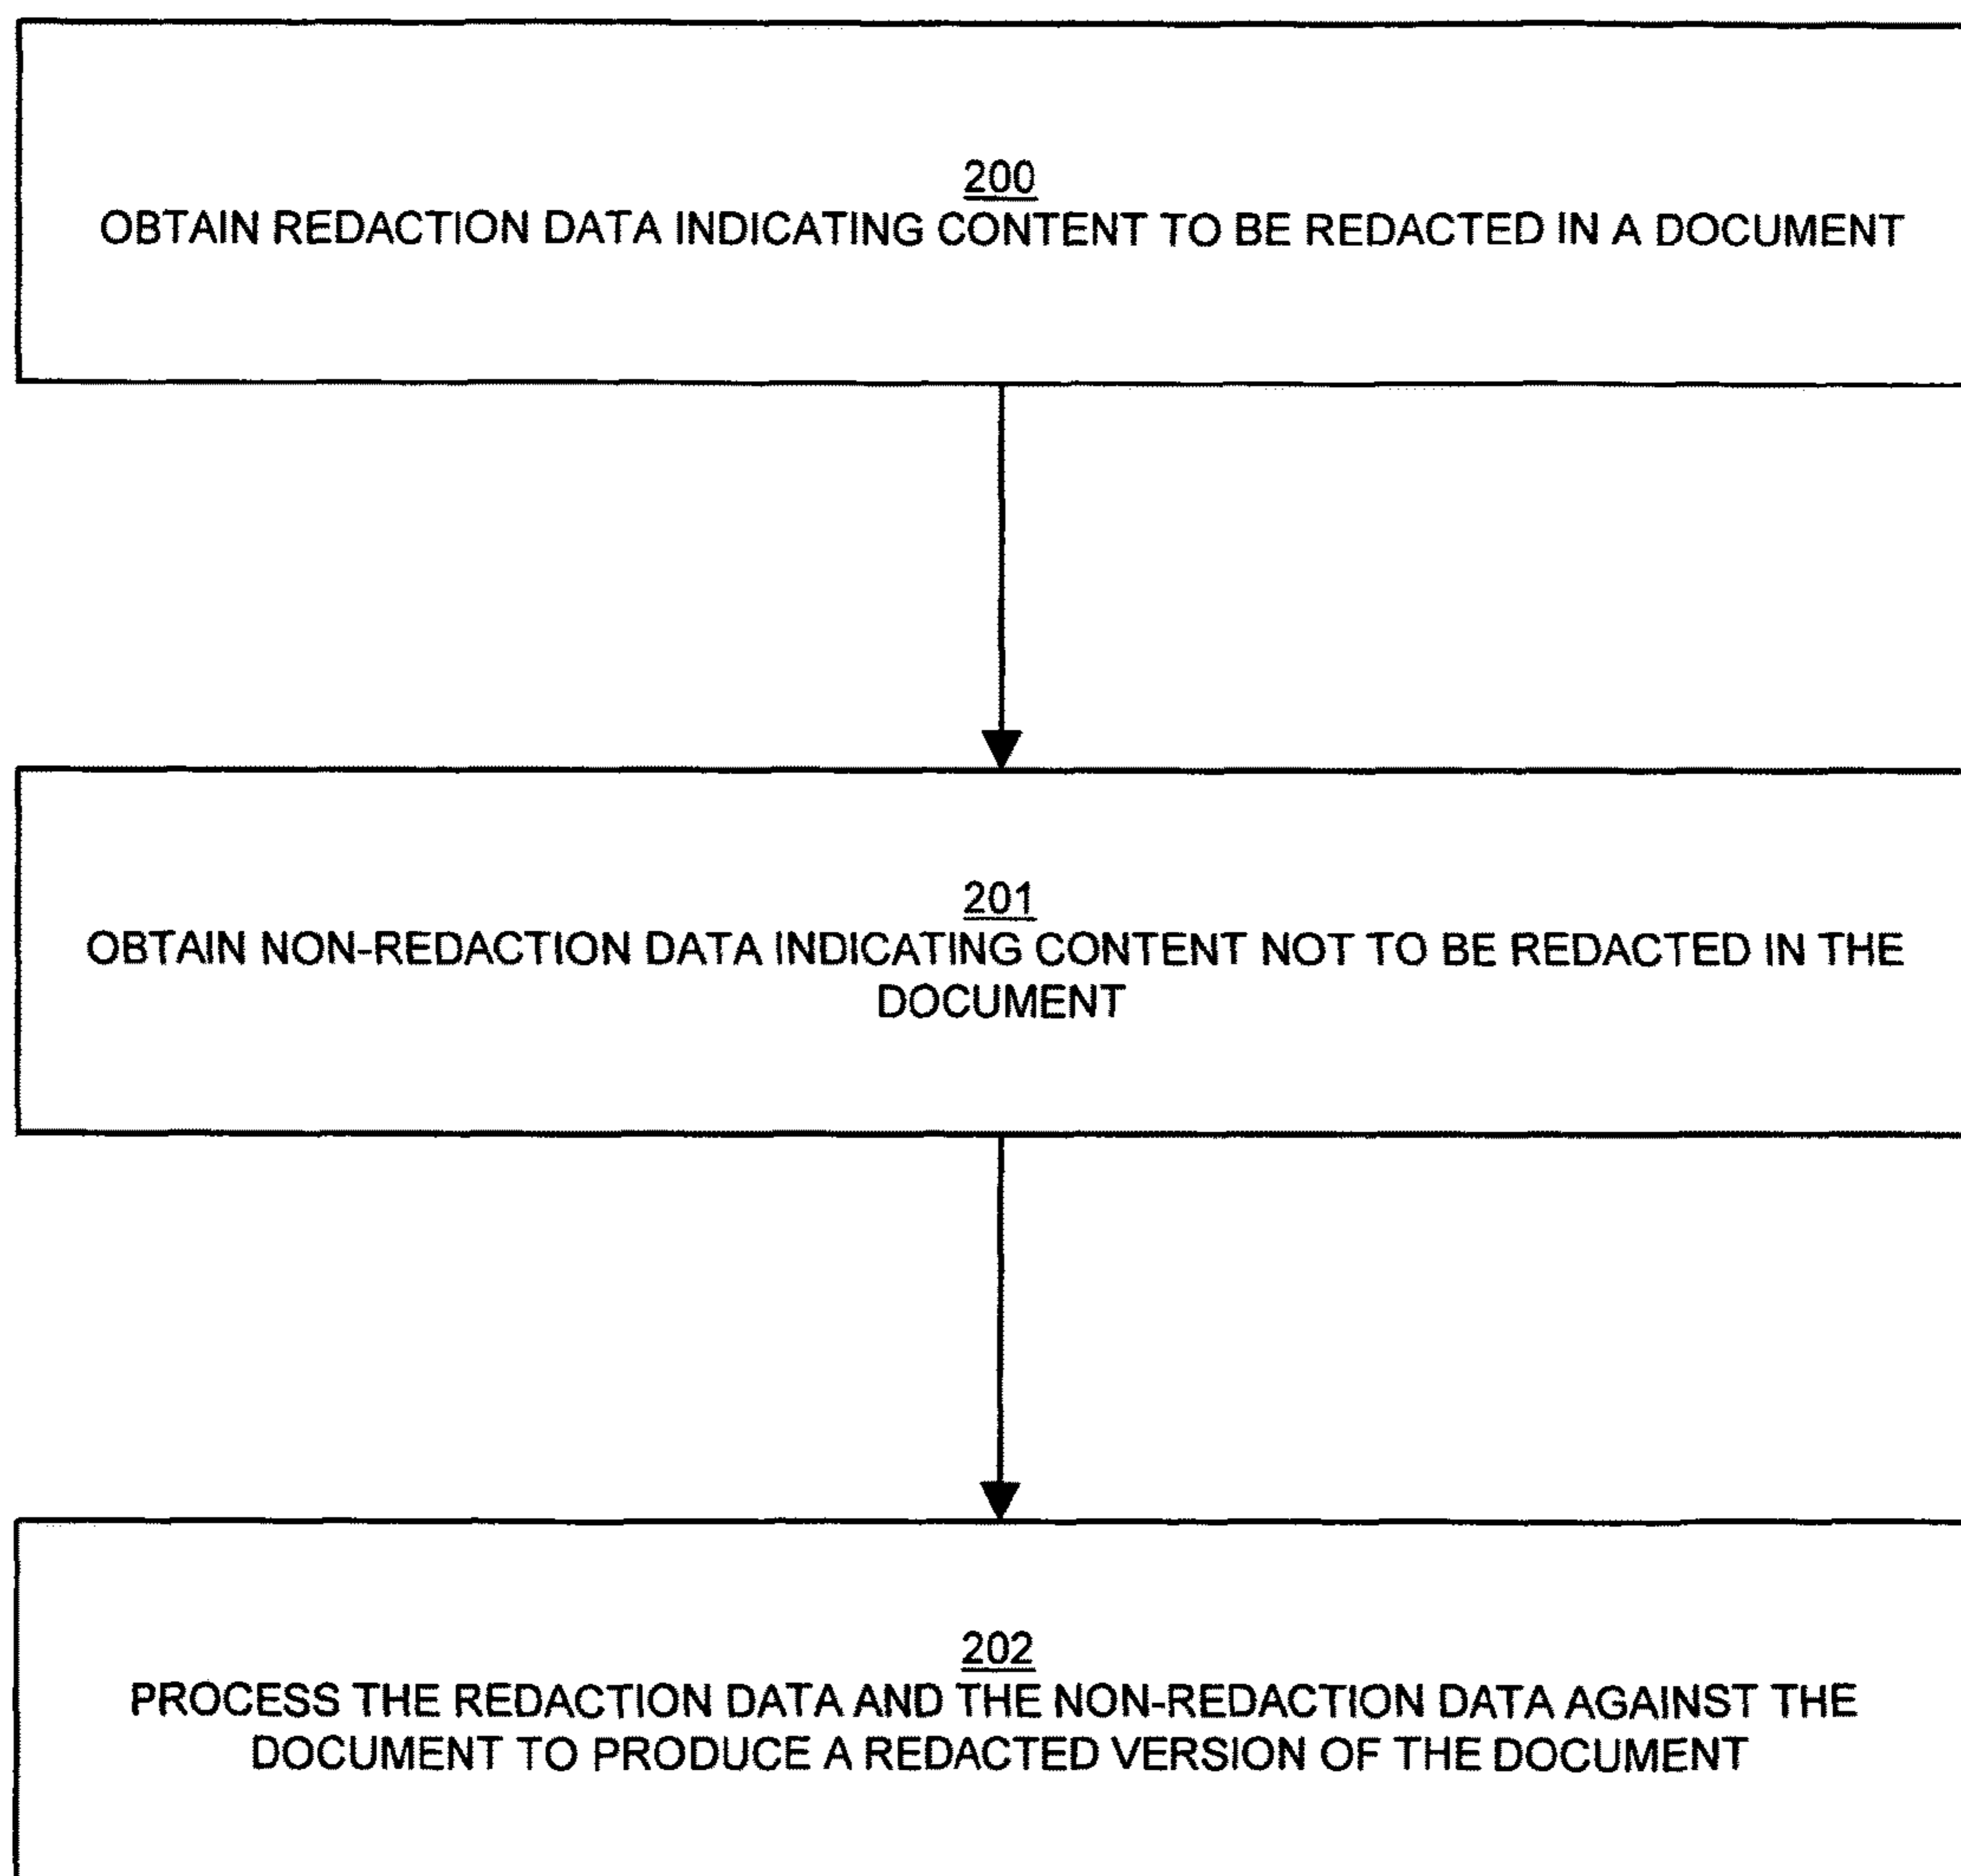 200
OBTAIN REDACTION DATA INDICATING CONTENT TO BE REDACTED IN A DOCUMENT
201
OBTAIN NON-REDACTION DATA INDICATING CONTENT NOT TO BE REDACTED IN THE
DOCUMENT
202
PROCESS THE REDACTION DATA AND THE NON-REDACTION DATA AGAINST THE
DOCUMENT TO PRODUCE A REDACTED VERSION OF THE DOCUMENT